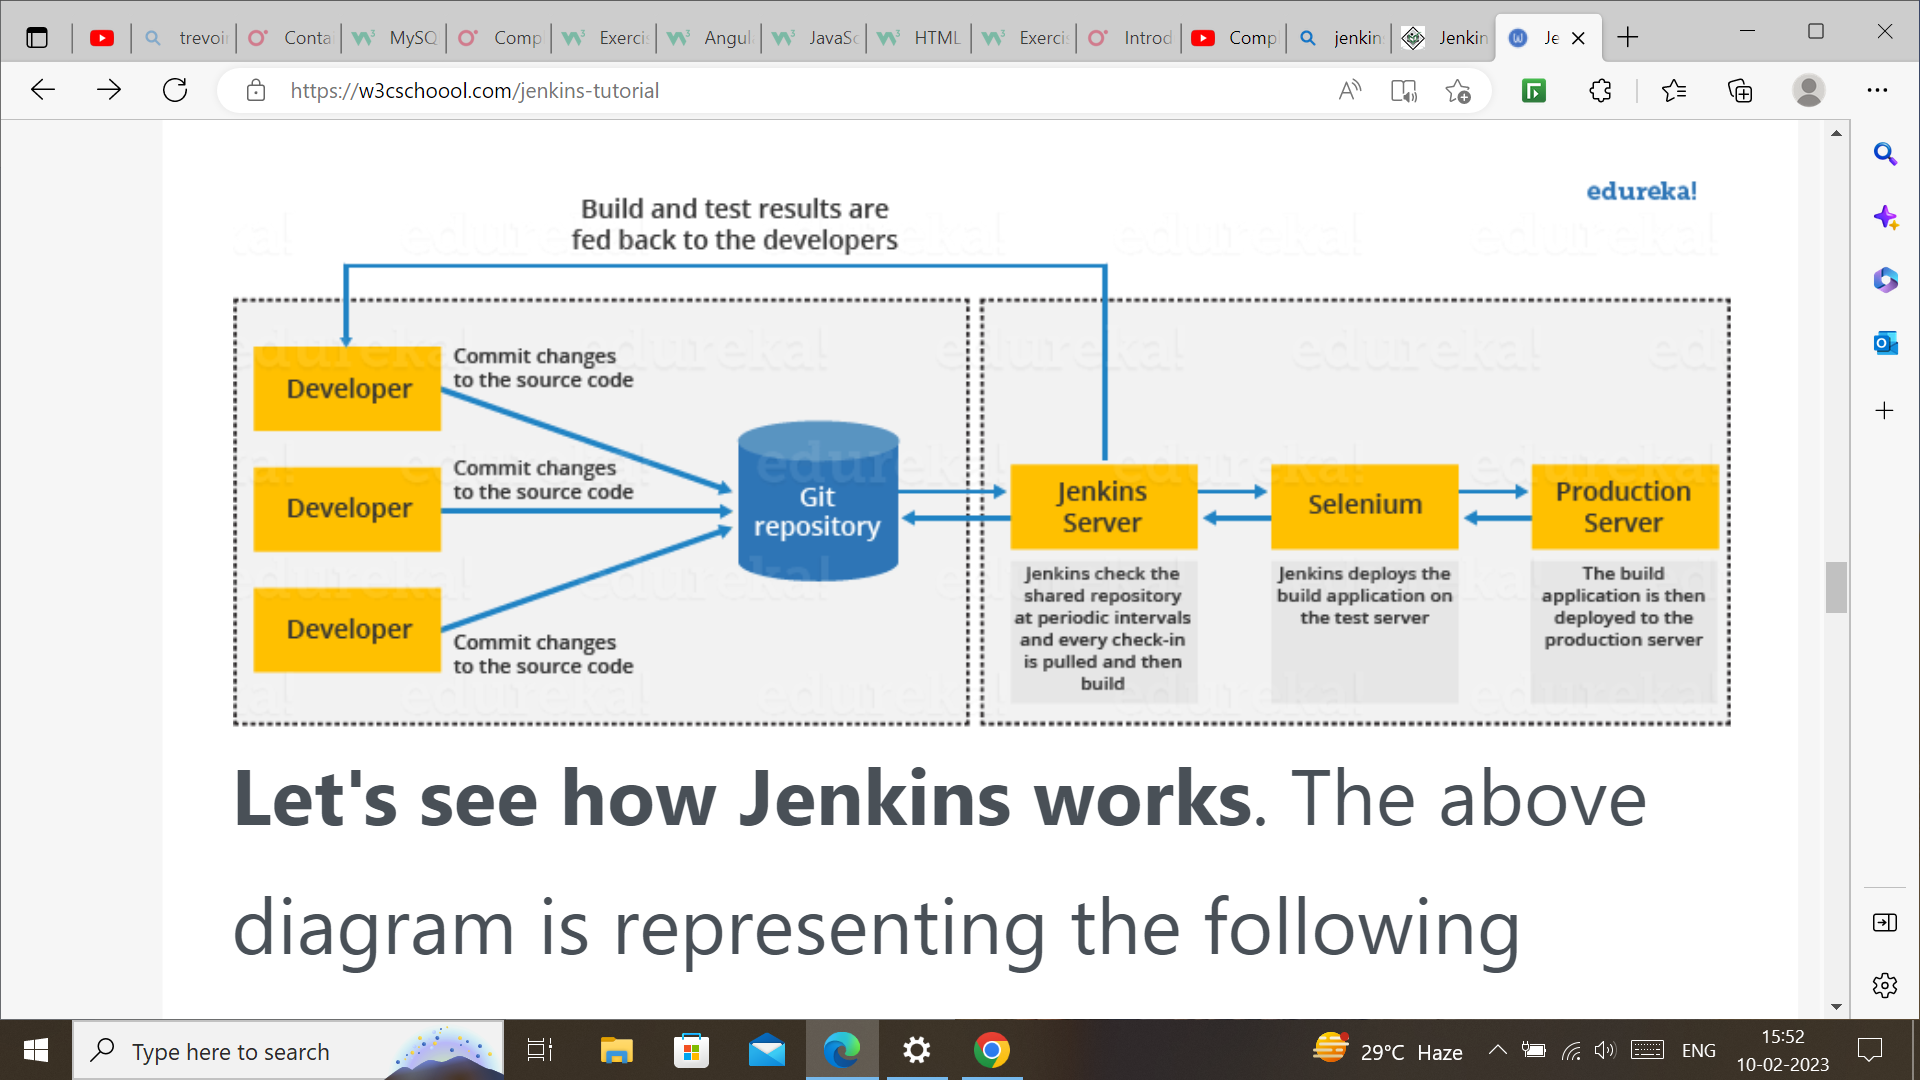 trevoir
Conta
MySQ
Comp
Exercis
Angul
JavaSc
HTML
Exercis
Introd
Comp
jenkin
Jenkin
Je
https://w3cschoool.com/jenkins-tutorial
edureka!
Build and test results are
fed back to the developers
Developer
Commit changes
to the source code
Developer
Commit changes
to the source code
Developer
Commit changes
to the source code
Git
repository
Jenkins
Server
Selenium
Production
Server
Jenkins check the
shared repository
at periodic intervals
and every check-in
is pulled and then
build
Jenkins deploys the
build application on
the test server
The build
application is then
deployed to the
production server
Let's see how Jenkins works. The above
diagram is representing the following
Type here to search
29°C Haze
ENG
15:52
10-02-2023